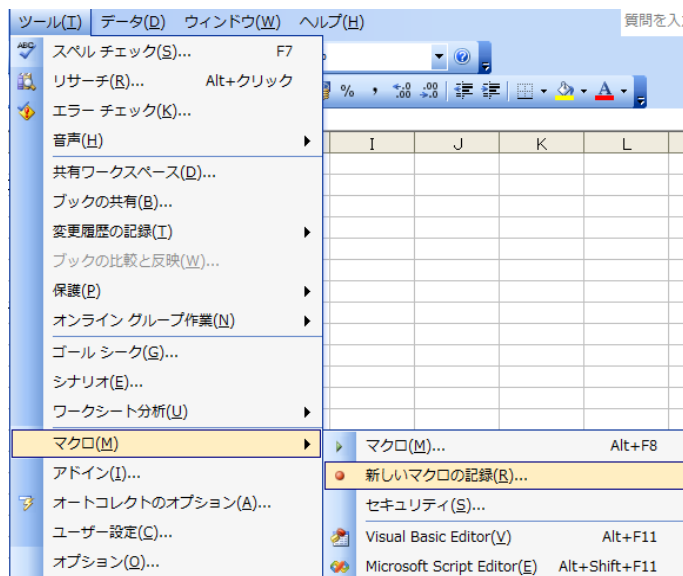 ツール(T) データ(D) ウィンドウ(W) ヘルプ(H) 質問を入
スペル チェック(S)... F7
リサーチ(R)... Alt+クリック
エラー チェック(K)...
音声(H)
共有ワークスペース(D)...
ブックの共有(B)...
変更履歴の記録(T)
ブックの比較と反映(W)...
保護(P)
オンライン グループ作業(N)
ゴール シーク(G)...
シナリオ(E)...
ワークシート分析(U)
マクロ(M)
アドイン(I)...
オートコレクトのオプション(A)...
ユーザー設定(C)...
オプション(O)...
% , .00 .00 A
I J K L
マクロ(M)... Alt+F8
新しいマクロの記録(R)...
セキュリティ(S)...
Visual Basic Editor(V) Alt+F11
Microsoft Script Editor(E) Alt+Shift+F11